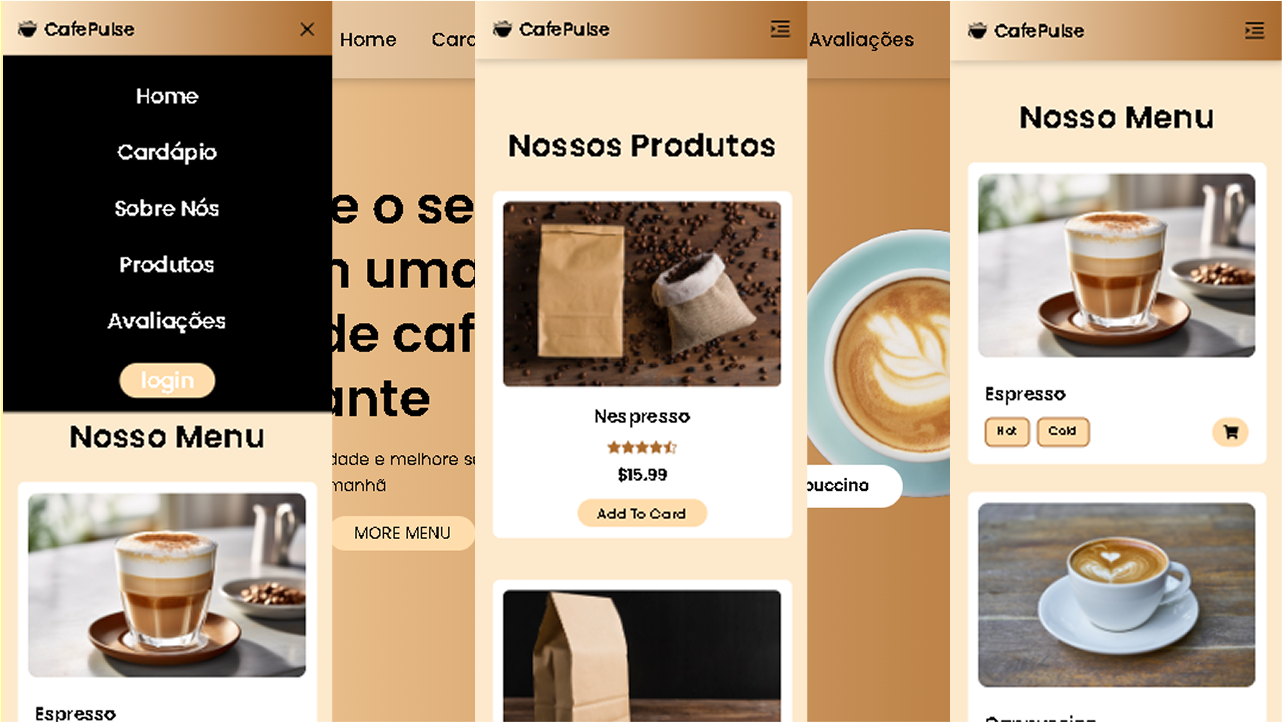 CafePulse
Home
Cardápio
Sobre Nós
Produtos
Avaliações
login
Nosso Menu
Espresso
Home
e o se
uma
de caf
ante
dade e melhore
manhã
MORE MENU
CafePulse
Nossos Produtos
Nespresso
$15.99
Add To Card
Avaliações
puccino
CafePulse
Nosso Menu
Espresso
Hot
Cold